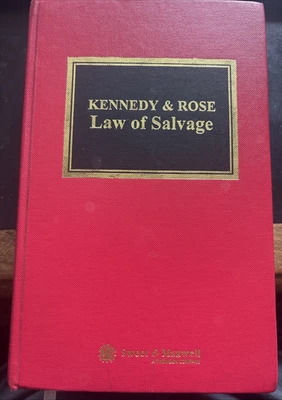 KENNEDY & ROSE
Law of Salvage
Sweet & Maxwell